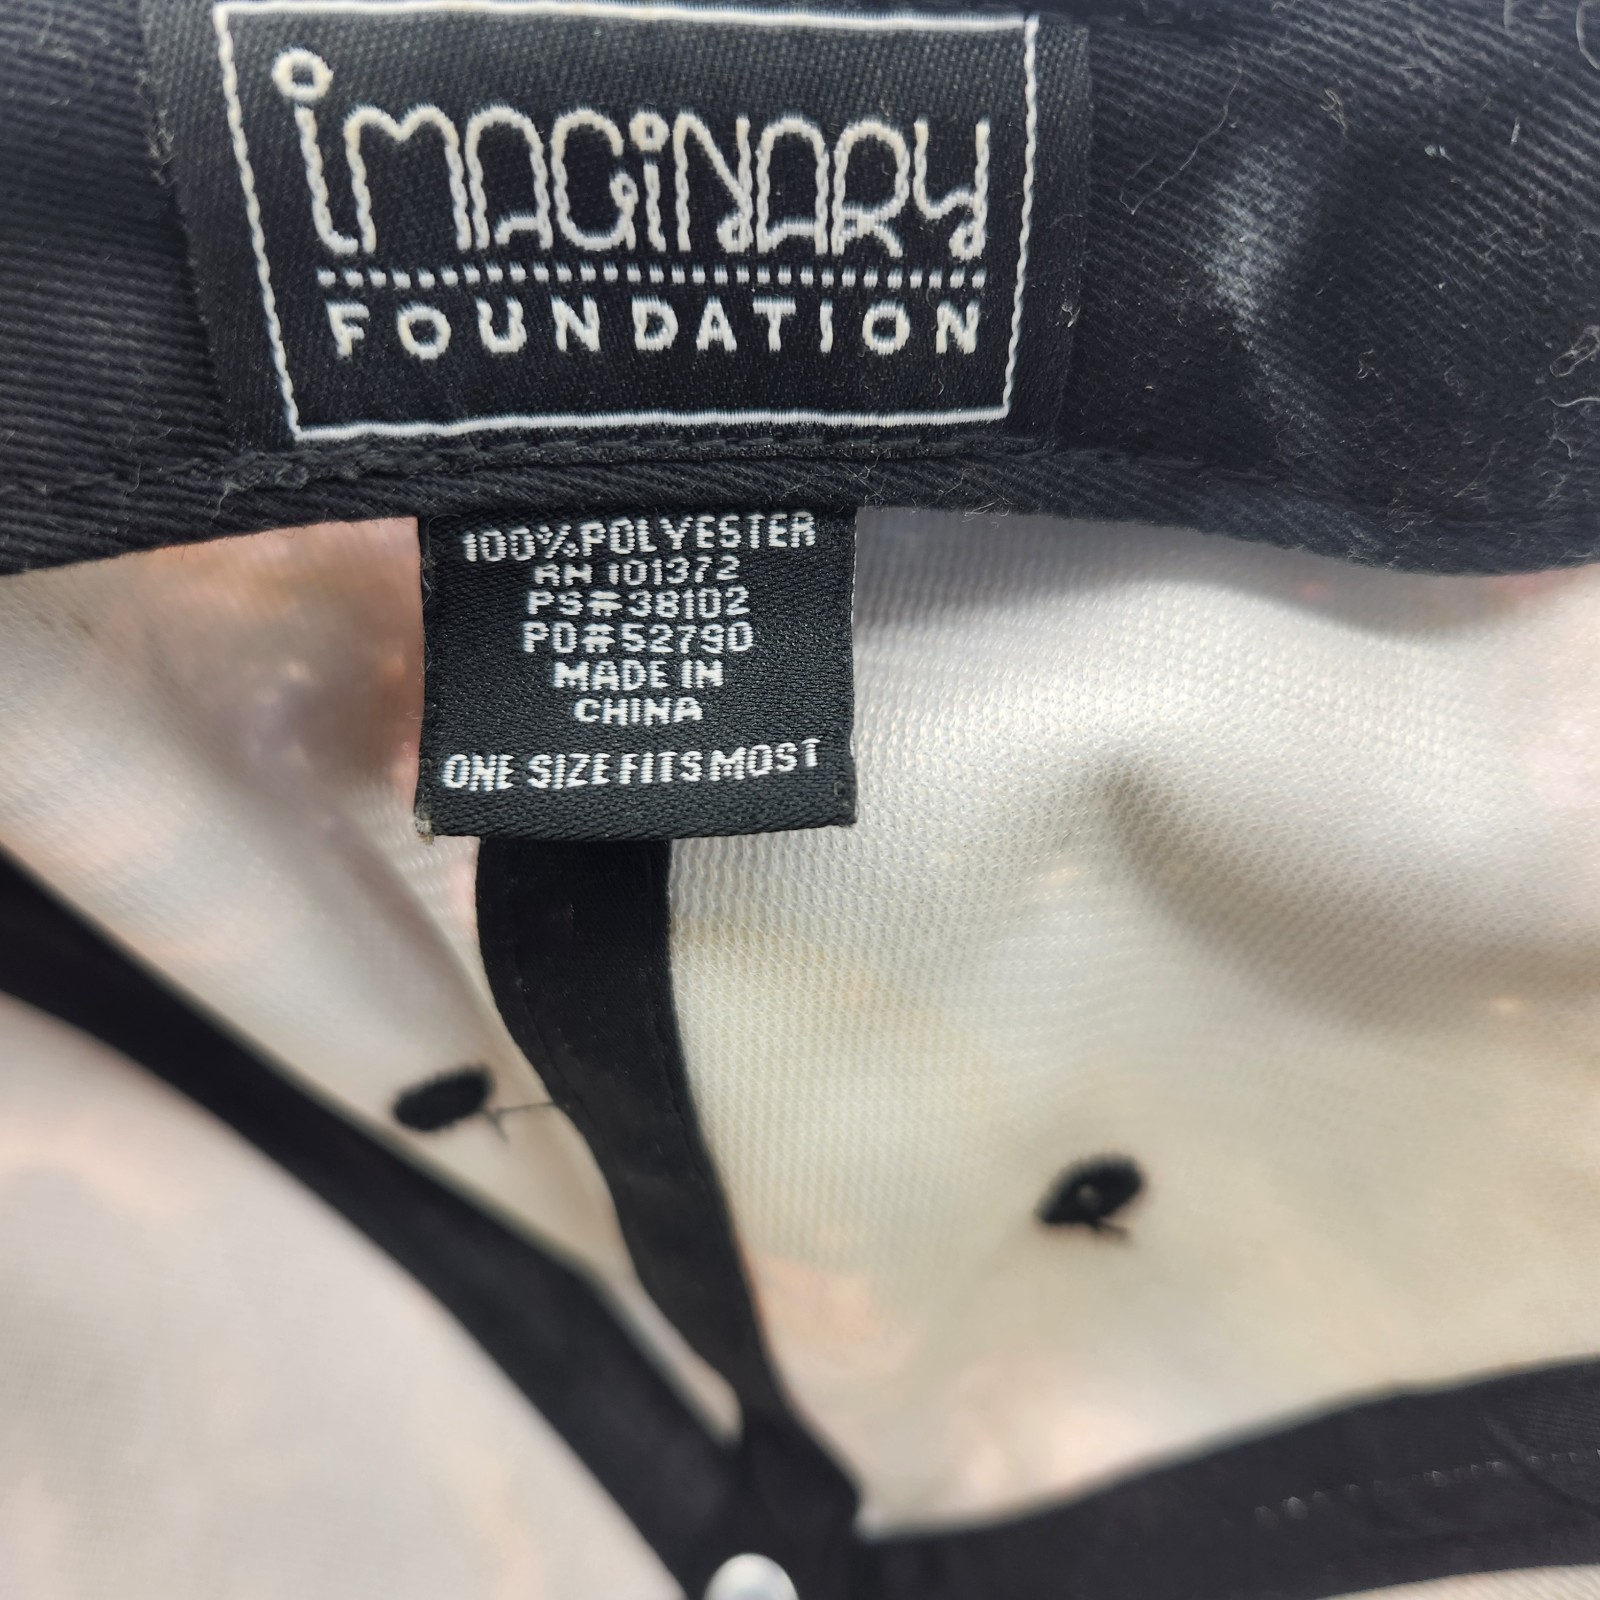 iMAGiNARY
FOUNDATION
100% POLYESTER
RN 101372
PS# 38102
PO# 52790
MADE IN
CHINA
ONE SIZE FITS MOST